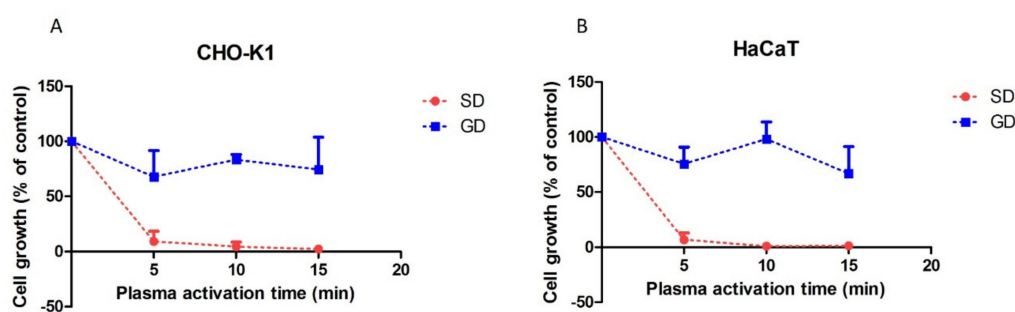 A
CHO-K1
Cell growth (% of control)
150
100
50
0
-50
5
10
15
20
Plasma activation time (min)
SD
GD
B
HaCaT
Cell growth (% of control)
150
100
50
0
-50
5
10
15
20
Plasma activation time (min)
SD
GD